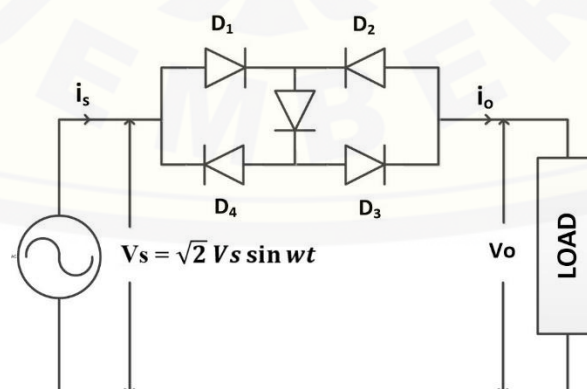 D₁ D₂
iₛ
iₒ
D₄ D₃
Vs = √2 Vs sin wt
Vo
LOAD